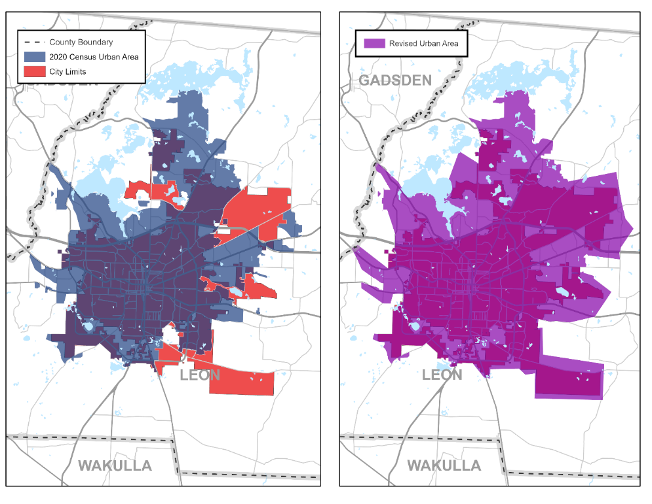 County Boundary
2020 Census Urban Area
City Limits
LEON
WAKULLA
Revised Urban Area
GADSDEN
LEON
WAKULLA